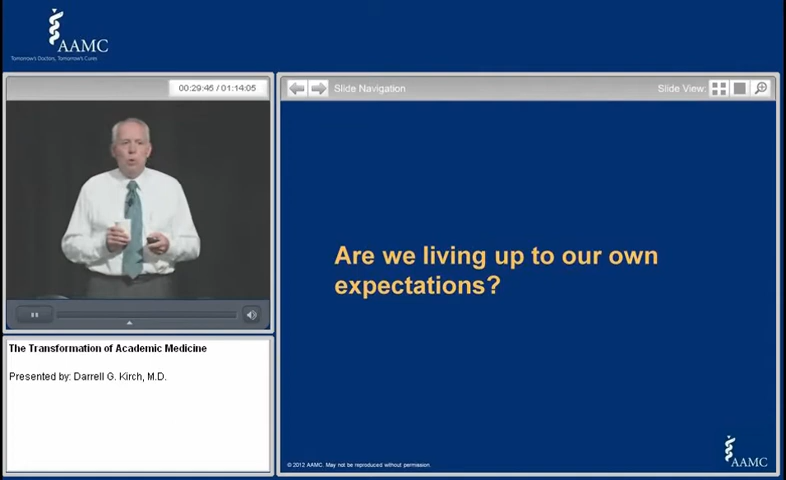 AAMC
Tomorrow's Doctors, Tomorrow's Cures
00:29:45 / 01:14:05
Slide Navigation
Slide View:
Are we living up to our own
expectations?
The Transformation of Academic Medicine
Presented by: Darrell G. Kirch, M.D.
© 2012 AAMC. May not be reproduced without permission.
AAMC